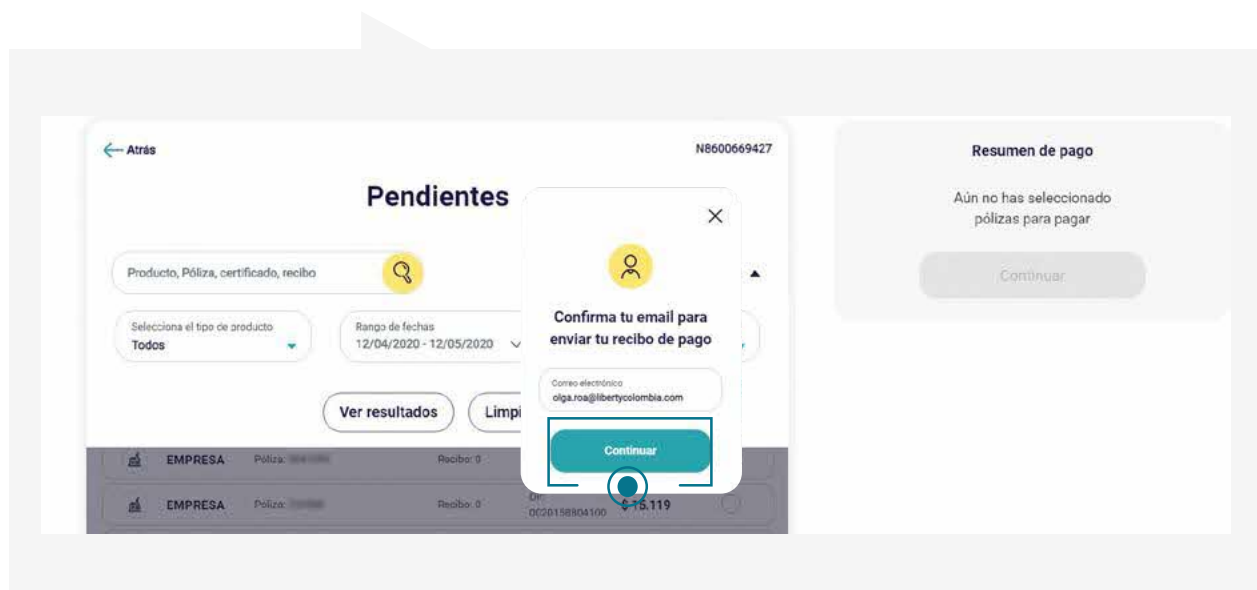 Atrás
N8600669427
Pendientes
Producto, Póliza, certificado, recibo
Selecciona el tipo de producto
Todos
Rango de fechas
12/04/2020 - 12/05/2020
Ver resultados
Limpi
Confirma tu email para
enviar tu recibo de pago
Correo electrónico
olga.roa@libertycolombia.com
Continuar
EMPRESA Póliza: Recibo: 0
EMPRESA Póliza: Recibo: 0 $ 15.119
0020158804100
Resumen de pago
Aún no has seleccionado
pólizas para pagar
Continuar